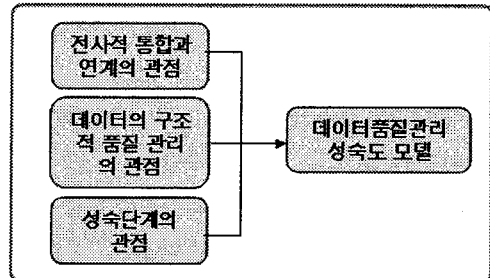 전사적 통합과
연계의 관점
데이터의 구조
적 품질 관리
의 관점
성숙단계의
관점
데이터품질관리
성숙도 모델